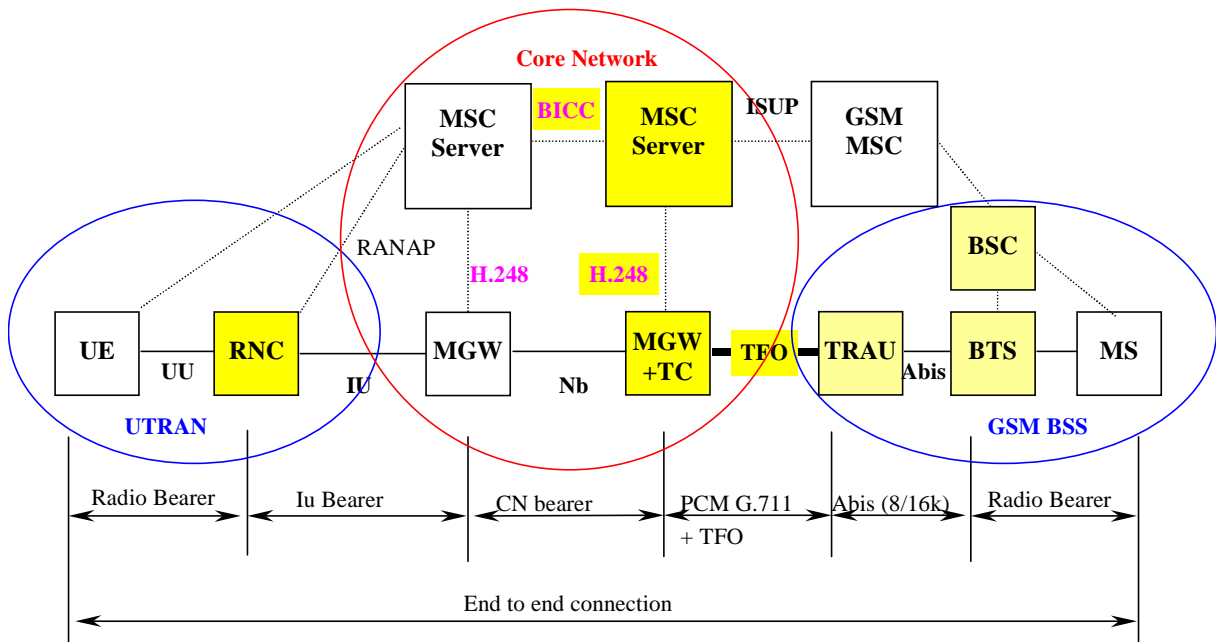 Core Network
MSC
Server
BICC
MSC
Server
ISUP
GSM
MSC
RANAP
H.248
H.248
BSC
UE
UU
RNC
IU
MGW
Nb
MGW
+TC
TFO
TRAU
Abis
BTS
MS
UTRAN
GSM BSS
Radio Bearer
Iu Bearer
CN bearer
PCM G.711
+ TFO
Abis (8/16k)
Radio Bearer
End to end connection